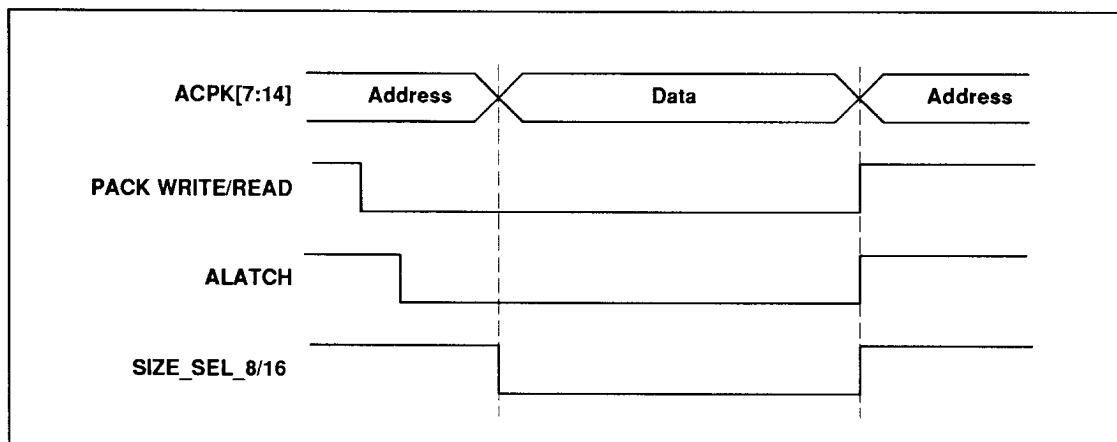 ACPK[7:14] Address Data Address
PACK WRITE/READ
ALATCH
SIZE_SEL_8/16